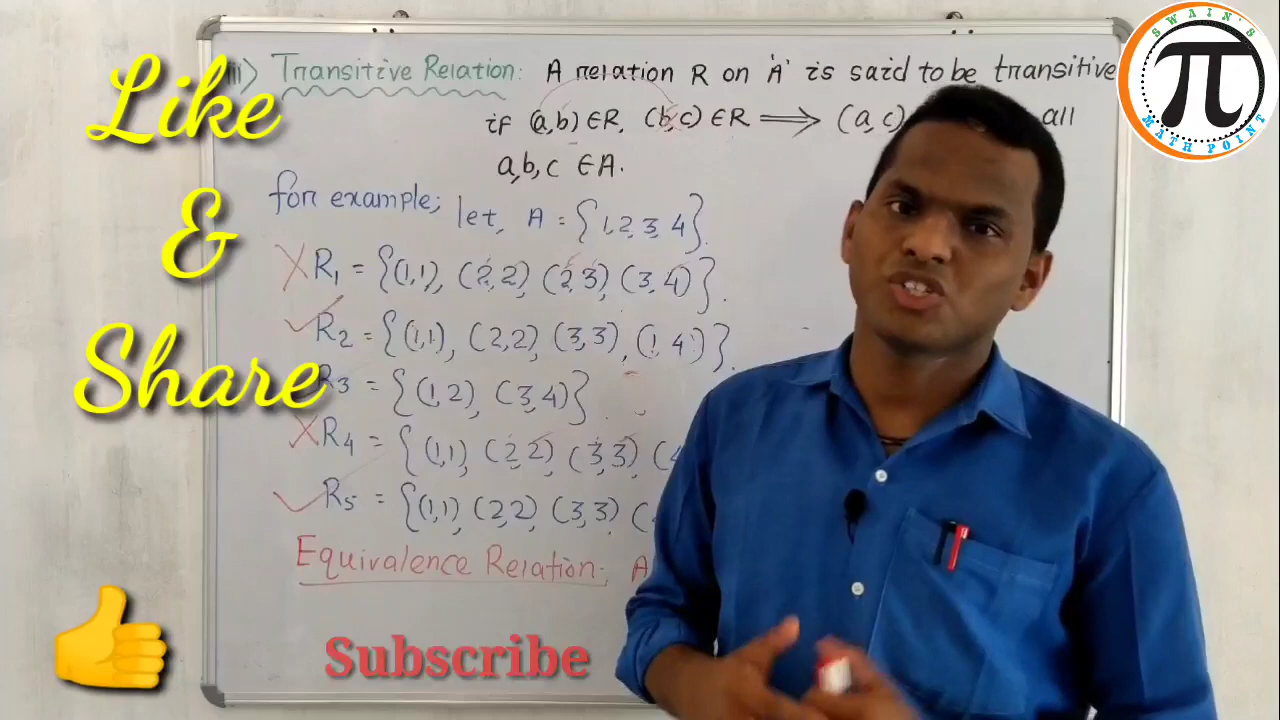 iii) Transitive Relation: A relation R on 'A' is said to be transitive
if (a,b) ∈R, (b,c) ∈R ⟹ (a,c) all
a,b, c ∈A.
for example; let, A = {1,2,3,4}.
R1 = {(1,1), (2,2) (2,3) (3,4)}.
R2 = {(1,1), (2,2), (3,3), (1,4)}.
R3 = {(1,2), (3,4)}.
R4 = {(1,1), (2,2), (3,3), (4
R5 = {(1,1), (2,2) (3,3) (
Equivalence Relation:- A
Like
&
Share
Subscribe
SWAIN'S
π
MATH POINT